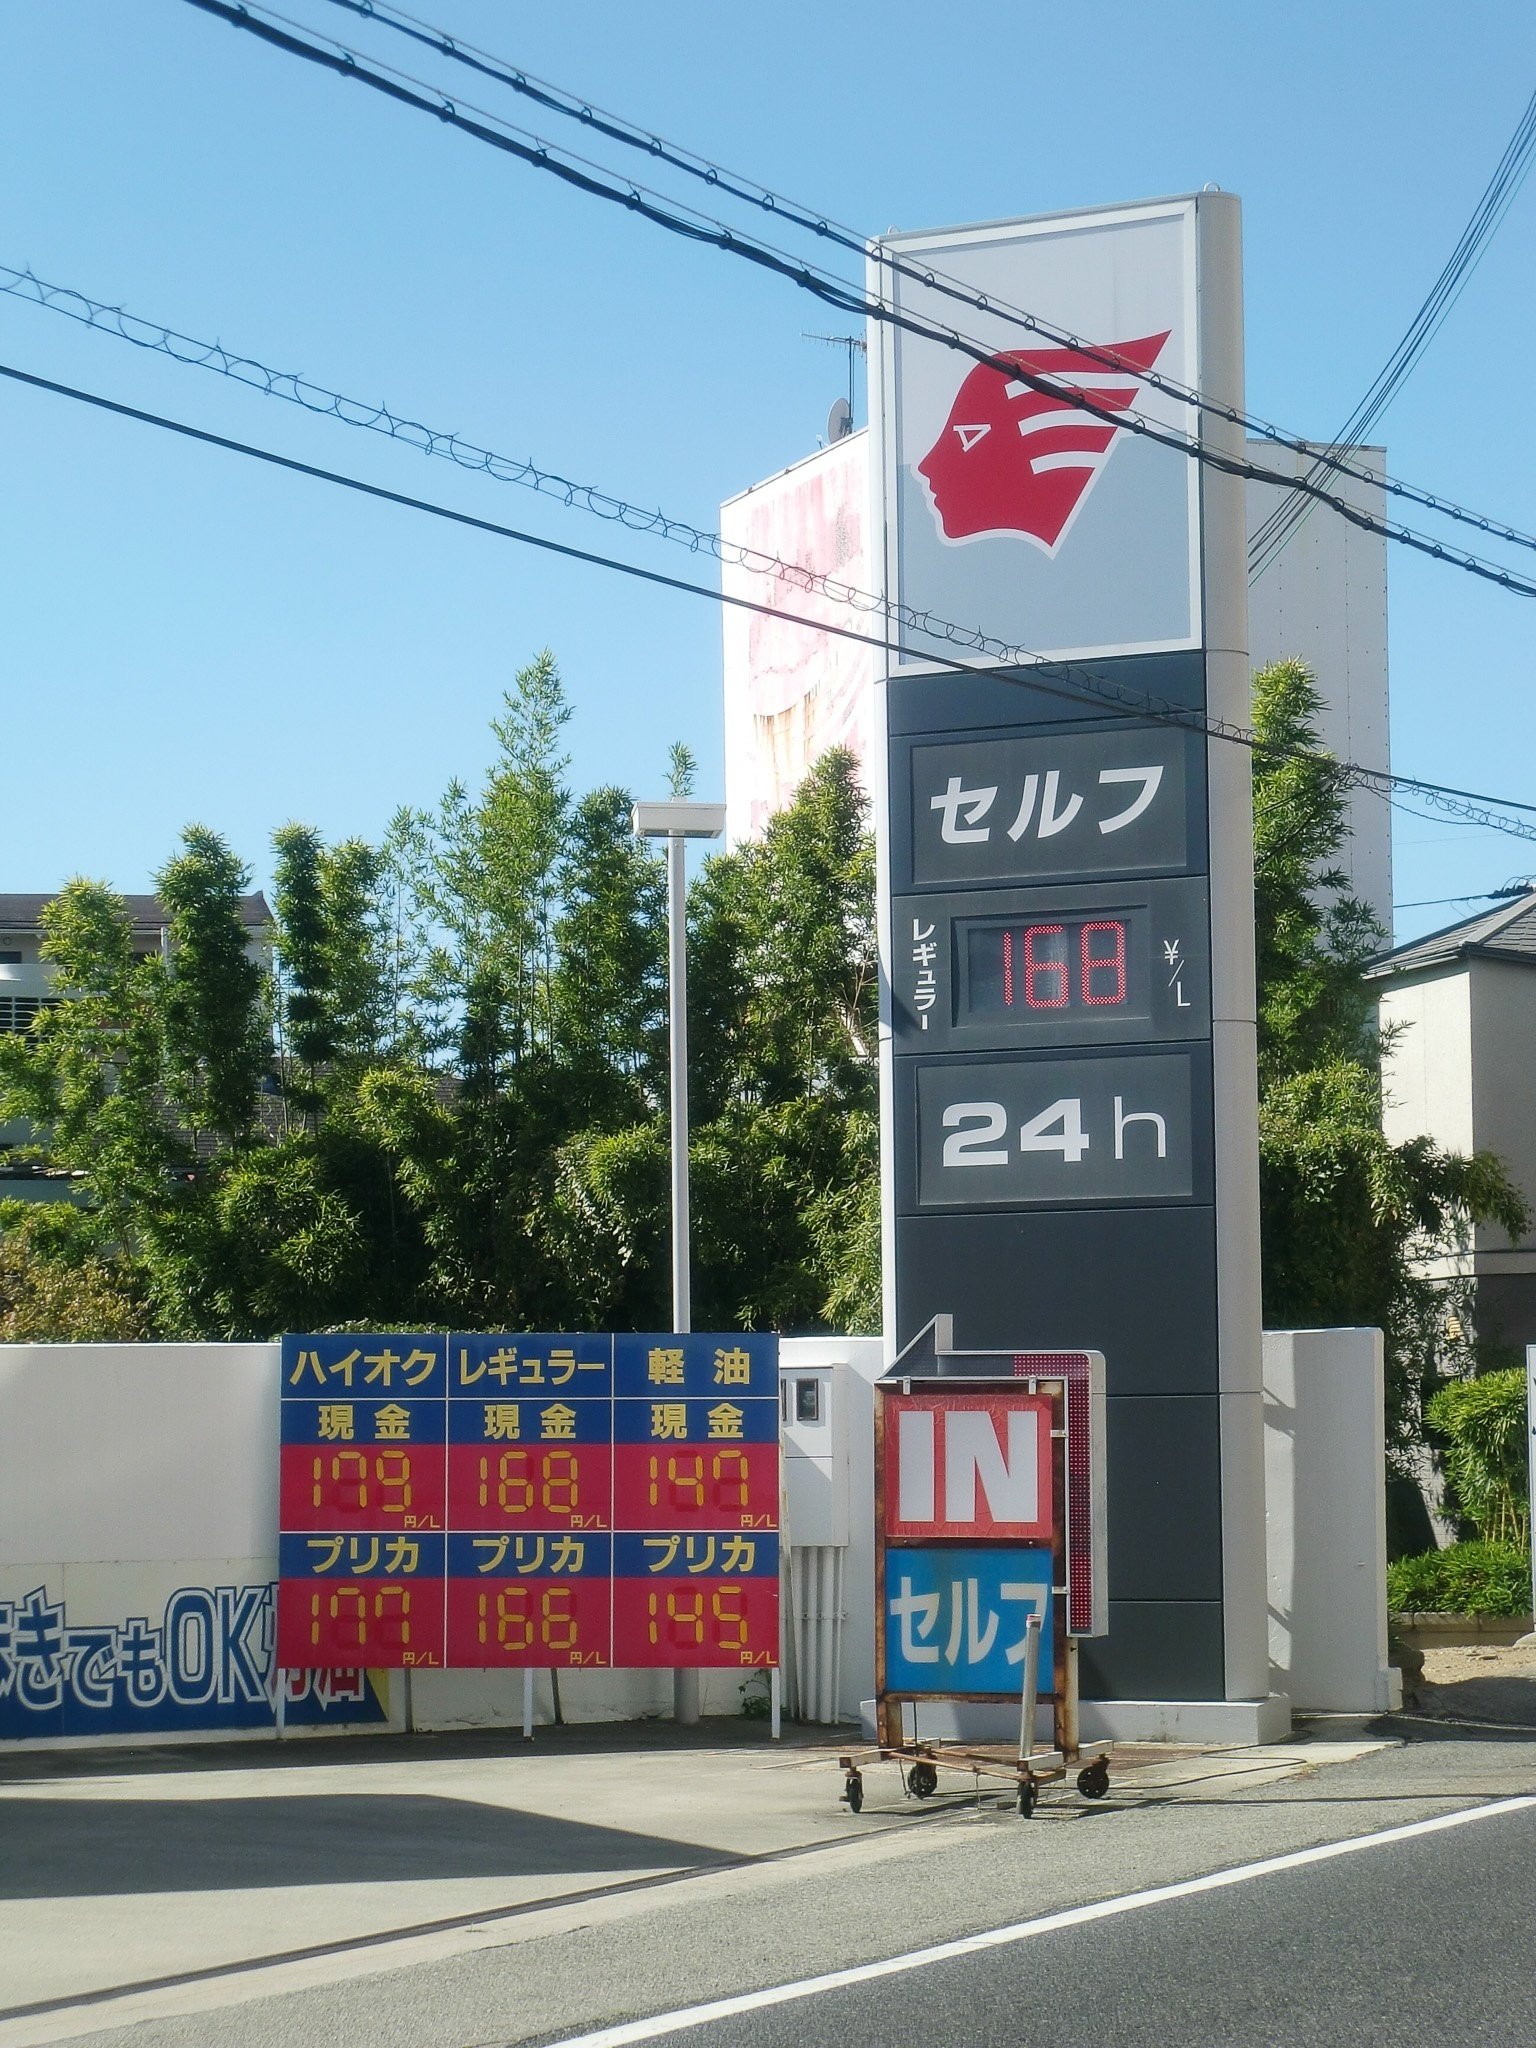 セルフ
レギュラー 168 ¥/L
24h
ハイオク レギュラー 軽油
現金 現金 現金
179 168 147
円/L 円/L 円/L
プリカ プリカ プリカ
177 166 145
円/L 円/L 円/L
IN
セルフ
きでもOK